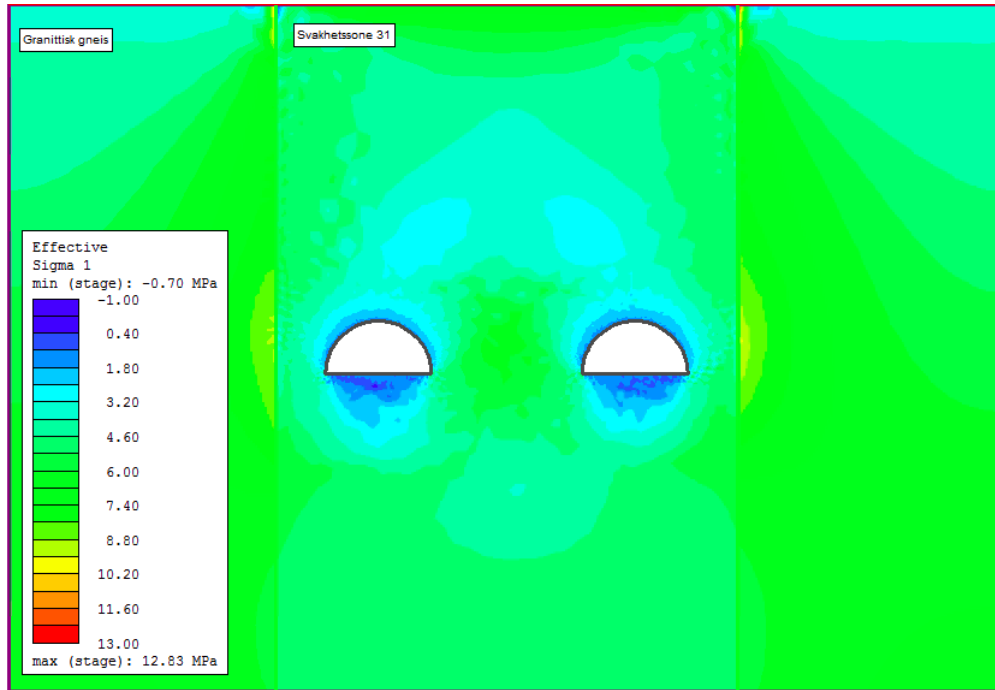 Granittisk gneis
Svakhetssone 31
Effective
Sigma 1
min (stage): -0.70 MPa
-1.00
0.40
1.80
3.20
4.60
6.00
7.40
8.80
10.20
11.60
13.00
max (stage): 12.83 MPa